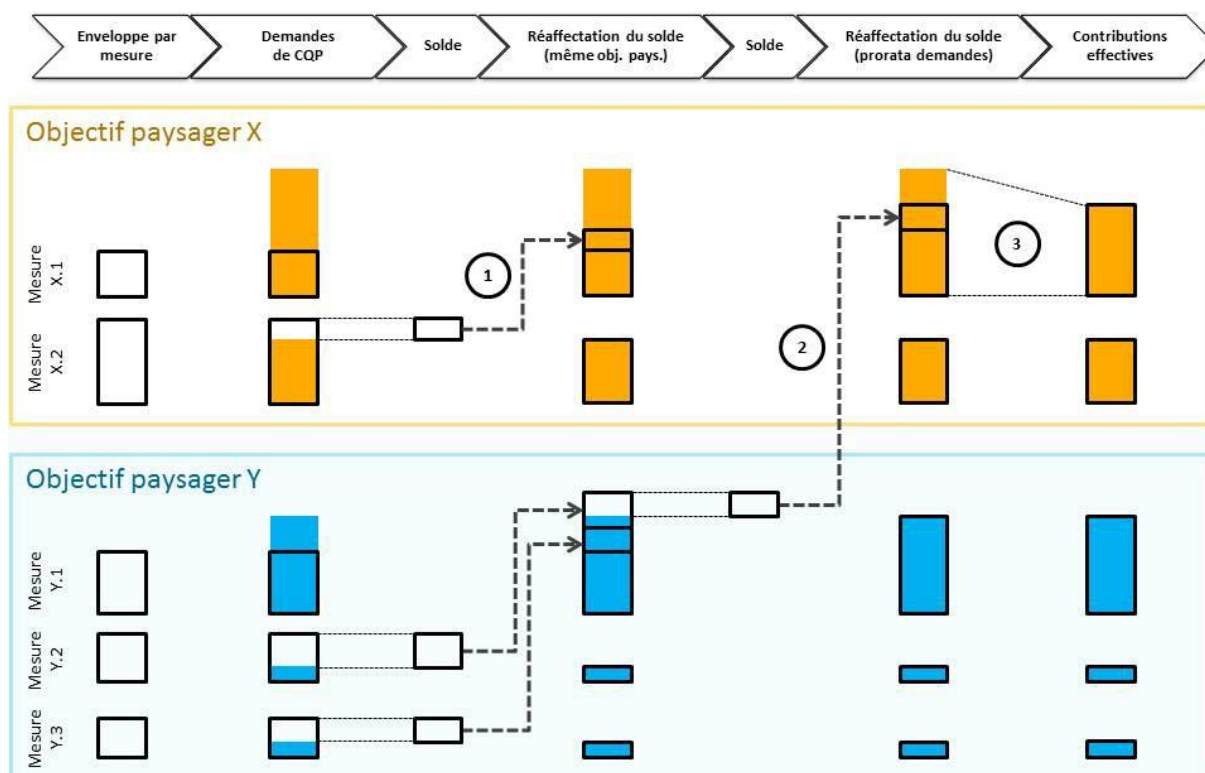 Enveloppe par
mesure
Demandes
de CQP
Solde
Réaffectation du solde
(même obj. pays.)
Solde
Réaffectation du solde
(prorata demandes)
Contributions
effectives
Objectif paysager X
Mesure
X.1
1
3
Mesure
X.2
2
Objectif paysager Y
Mesure
Y.1
Mesure
Y.2
Mesure
Y.3